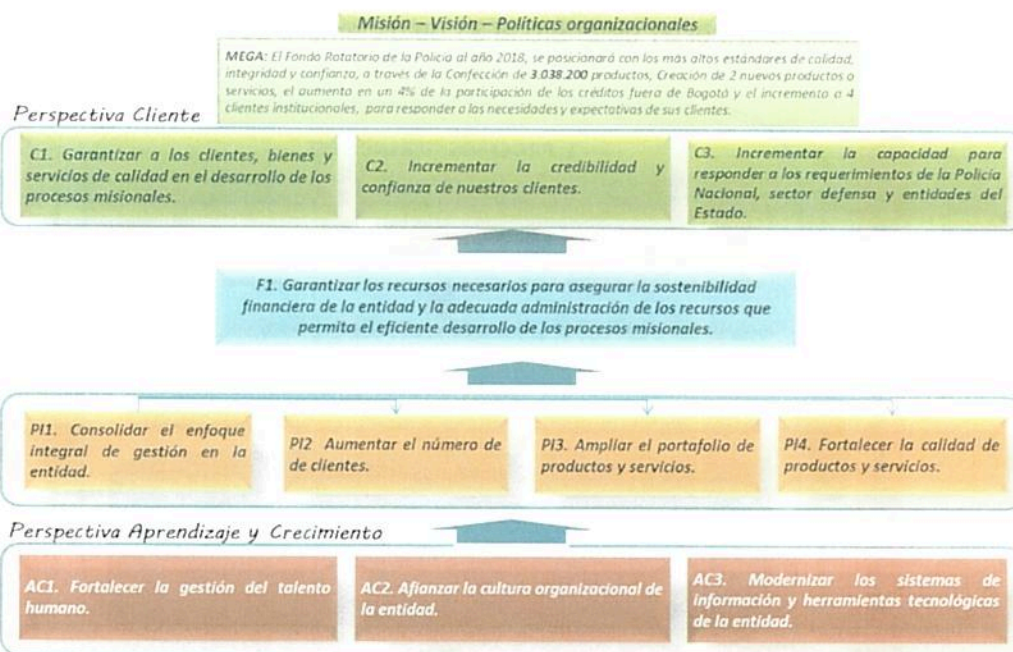 Misión – Visión – Políticas organizacionales
MEGA: El Fondo Rotatorio de la Policía al año 2018, se posicionará con los más altos estándares de calidad,
integridad y confianza, a través de la Confección de 3.038.200 productos, Creación de 2 nuevos productos o
servicios, el aumento en un 4% de la participación de los créditos fuera de Bogotá y el incremento a 4
clientes institucionales, para responder a las necesidades y expectativas de sus clientes.
Perspectiva Cliente
C1. Garantizar a los clientes, bienes y
servicios de calidad en el desarrollo de los
procesos misionales.
C2. Incrementar la credibilidad y
confianza de nuestros clientes.
C3. Incrementar la capacidad para
responder a los requerimientos de la Policía
Nacional, sector defensa y entidades del
Estado.
F1. Garantizar los recursos necesarios para asegurar la sostenibilidad
financiera de la entidad y la adecuada administración de los recursos que
permita el eficiente desarrollo de los procesos misionales.
PI1. Consolidar el enfoque
integral de gestión en la
entidad.
PI2 Aumentar el número de
de clientes.
PI3. Ampliar el portafolio de
productos y servicios.
PI4. Fortalecer la calidad de
productos y servicios.
Perspectiva Aprendizaje y Crecimiento
AC1. Fortalecer la gestión del talento
humano.
AC2. Afianzar la cultura organizacional de
la entidad.
AC3. Modernizar los sistemas de
información y herramientas tecnológicas
de la entidad.